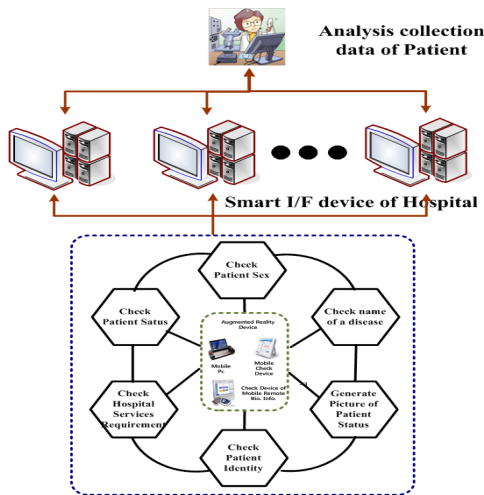 Analysis collection
data of Patient
Smart I/F device of Hospital
Check
Patient Sex
Check
Patient Satus
Check name
of a disease
Augmented Reality
Device
Mobile
Pc
Mobile
Check
Device
Check Device of
Mobile Remote
Bio. Info.
Check
Hospital
Services
Requirement
Generate
Picture of
Patient
Status
Check
Patient
Identity